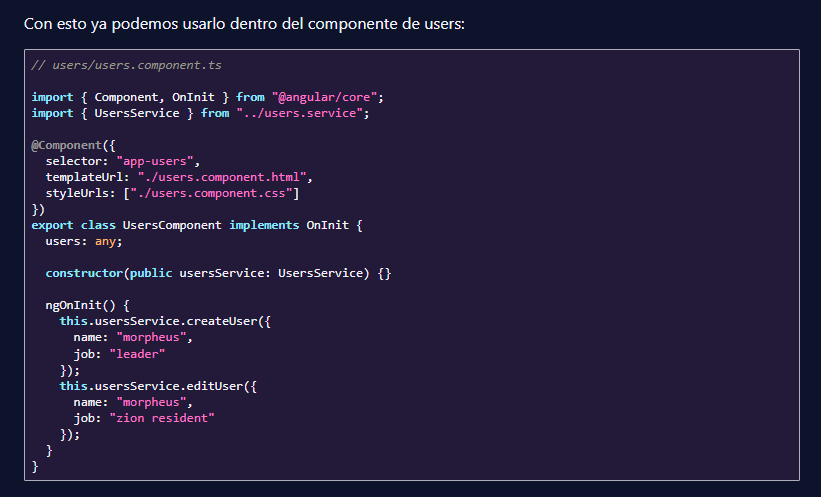 Con esto ya podemos usarlo dentro del componente de users:
// users/users.component.ts
import { Component, OnInit } from "@angular/core";
import { UsersService } from "../users.service";
@Component({
  selector: "app-users",
  templateUrl: "./users.component.html",
  styleUrls: ["./users.component.css"]
})
export class UsersComponent implements OnInit {
  users: any;
  constructor(public usersService: UsersService) {}
  ngOnInit() {
    this.usersService.createUser({
      name: "morpheus",
      job: "leader"
    });
    this.usersService.editUser({
      name: "morpheus",
      job: "zion resident"
    });
  }
}